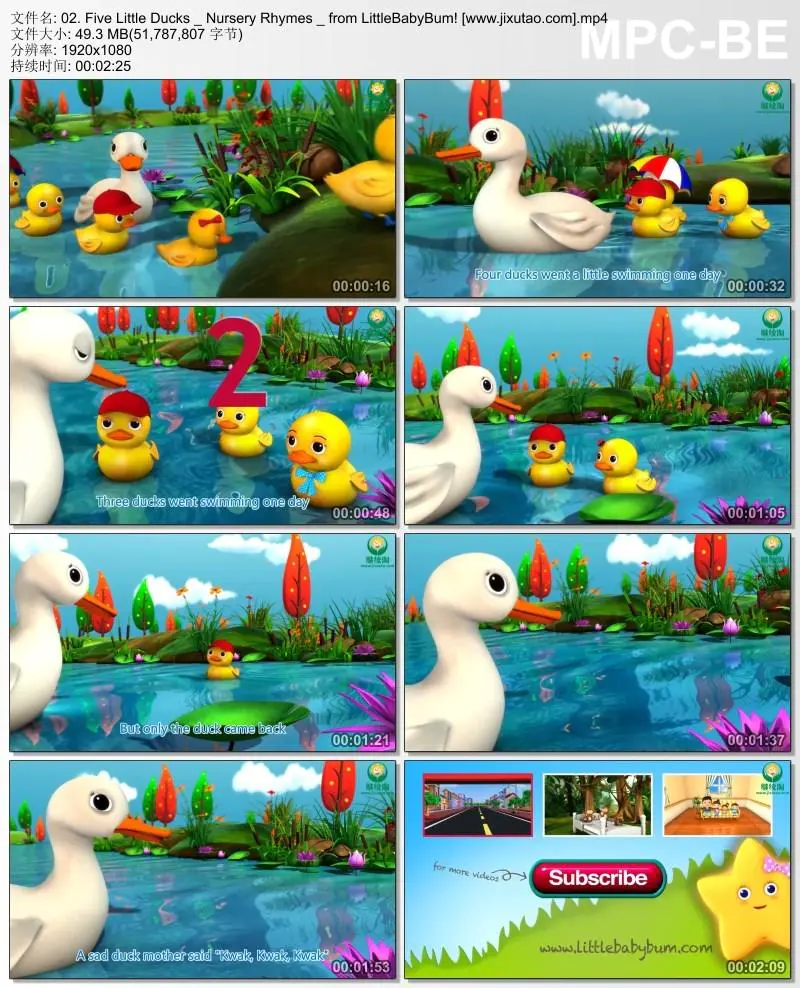 文件名: 02. Five Little Ducks _ Nursery Rhymes _ from LittleBabyBum! [www.jixutao.com].mp4
文件大小: 49.3 MB(51,787,807 字节)
分辨率: 1920x1080
持续时间: 00:02:25
MPC-BE
00:00:16
Four ducks went a little swimming one day
00:00:32
2
Three ducks went swimming one day
00:00:48
00:01:05
But only the duck came back
00:01:21
00:01:37
A sad duck mother said "Kwak, Kwak, Kwak"
00:01:53
for more videos
Subscribe
www.littlebabybum.com
00:02:09